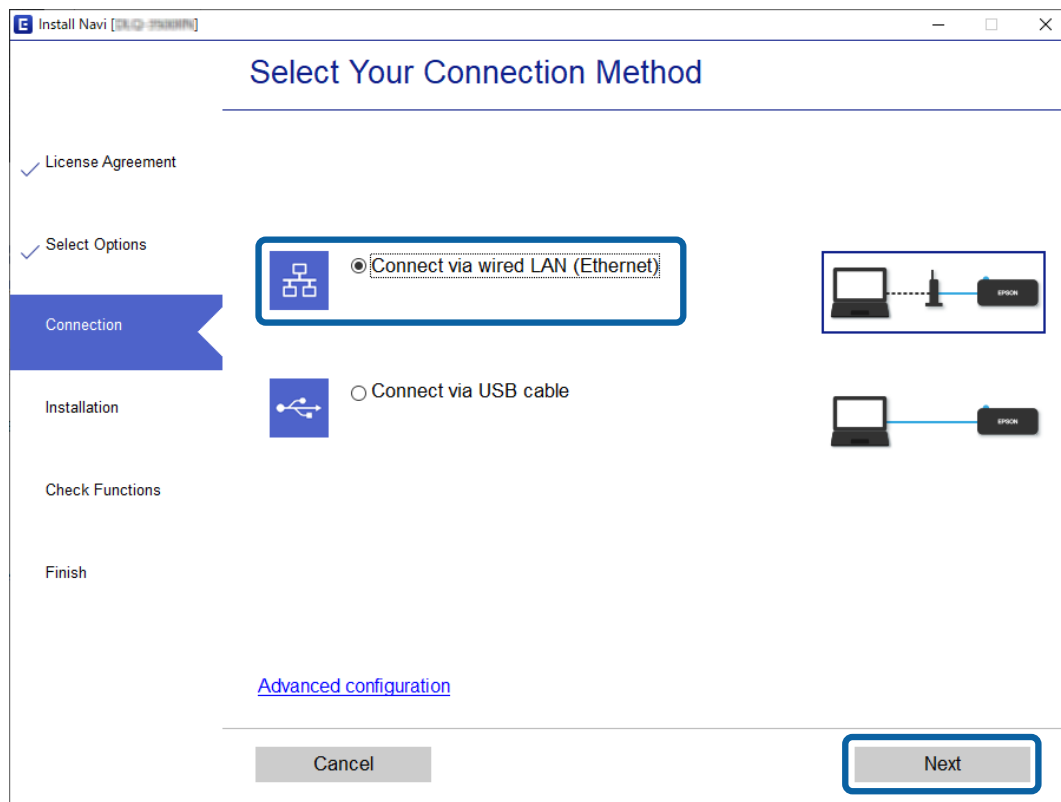 Install Navi [
]
Select Your Connection Method
License Agreement
Select Options
Connection
Installation
Check Functions
Finish
Connect via wired LAN (Ethernet)
EPSON
Connect via USB cable
EPSON
Advanced configuration
Cancel
Next